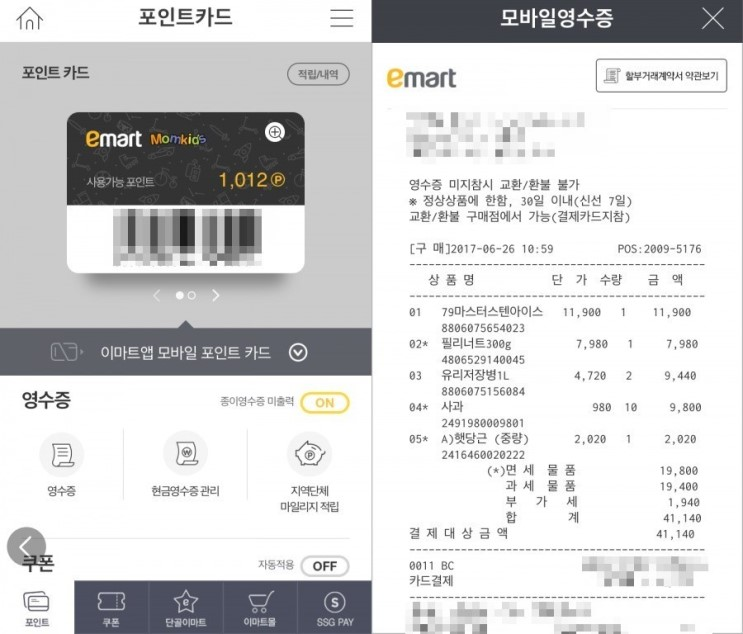 포인트카드
포인트 카드
적립/내역
emart Momkids
사용가능 포인트 1,012 P
이마트앱 모바일 포인트 카드
영수증
종이영수증 미출력 ON
영수증
현금영수증 관리
지역단체
마일리지 적립
쿠폰
자동적용 OFF
포인트
쿠폰
단골이마트
이마트몰
SSG PAY
모바일영수증
emart
할부거래계약서 약관보기
영수증 미지참시 교환/환불 불가
※ 정상상품에 한함, 30일 이내(신선 7일)
교환/환불 구매점에서 가능(결제카드지참)
[구 매]2017-06-26 10:59 POS:2009-5176
상 품 명 단 가 수량 금 액
01 79마스터스텐아이스 11,900 1 11,900
8806075654023
02* 필리너트300g 7,980 1 7,980
4806529140045
03 유리저장병1L 4,720 2 9,440
8806075156084
04* 사과 980 10 9,800
2491980009801
05* A)햇당근 (중량) 2,020 1 2,020
2416460020222
(*)면 세 물 품 19,800
과 세 물 품 19,400
부 가 세 1,940
합 계 41,140
결 제 대 상 금 액 41,140
0011 BC
카드결제